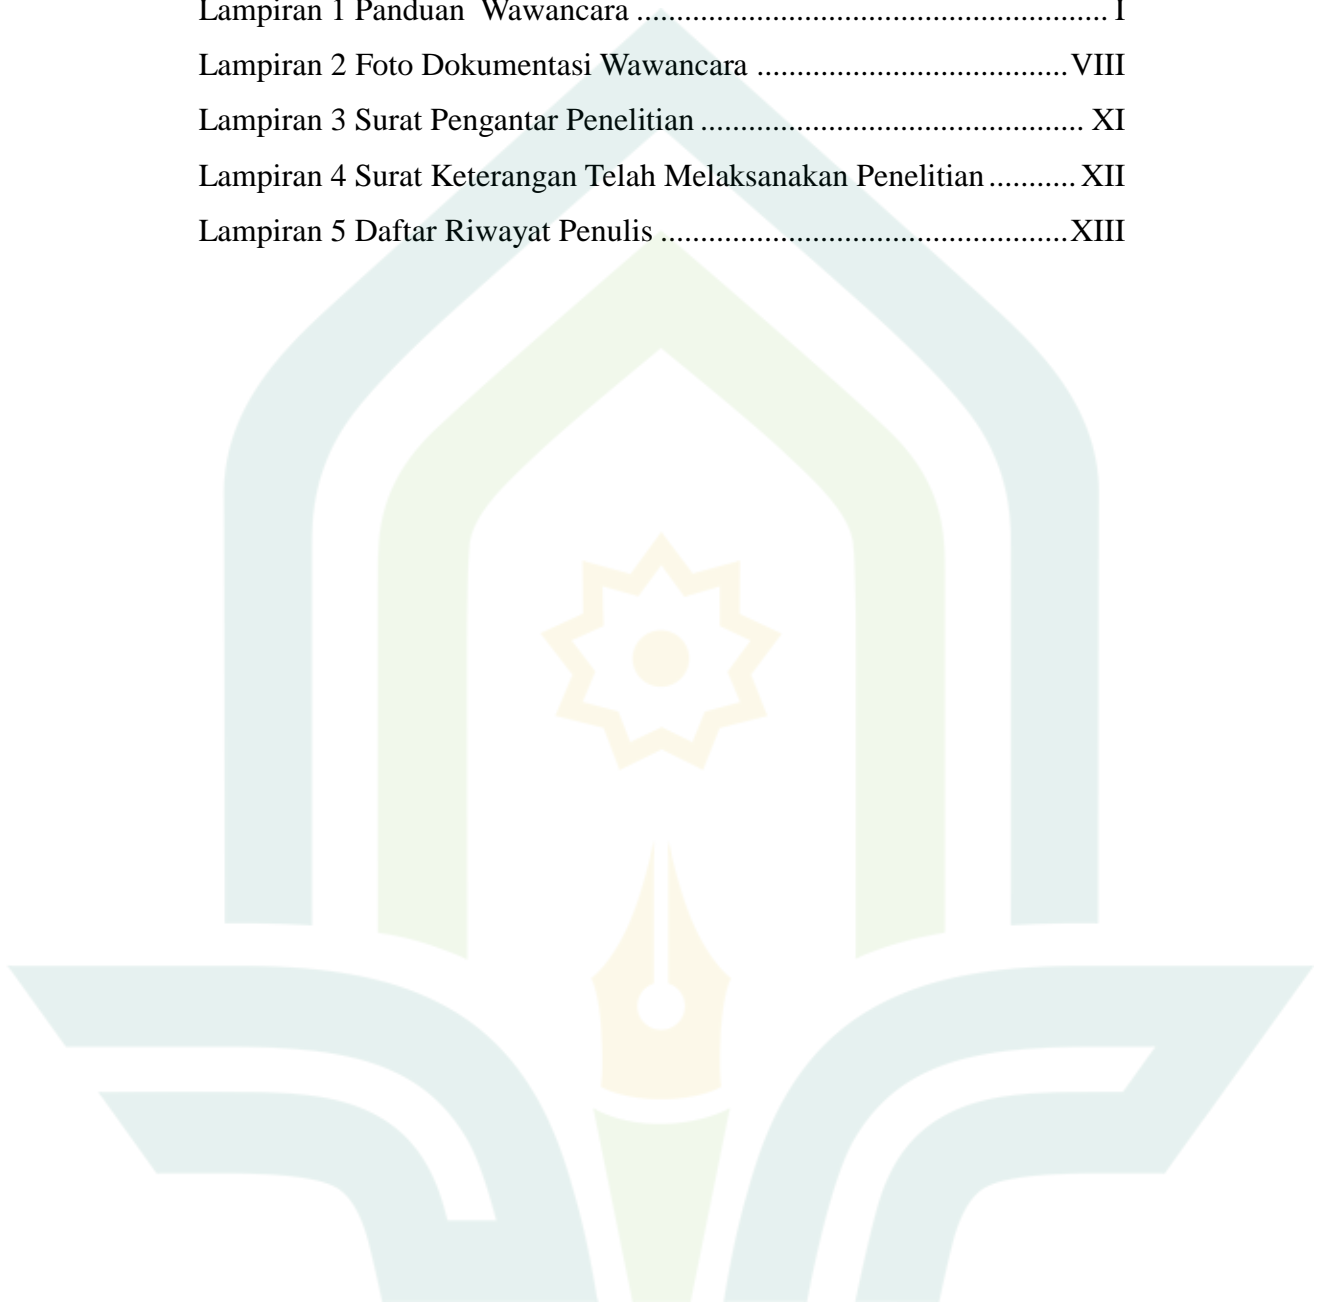 Lampiran 1 Panduan  Wawancara ........................................................... I
Lampiran 2 Foto Dokumentasi Wawancara .......................................VIII
Lampiran 3 Surat Pengantar Penelitian ................................................ XI
Lampiran 4 Surat Keterangan Telah Melaksanakan Penelitian ........... XII
Lampiran 5 Daftar Riwayat Penulis ...................................................XIII